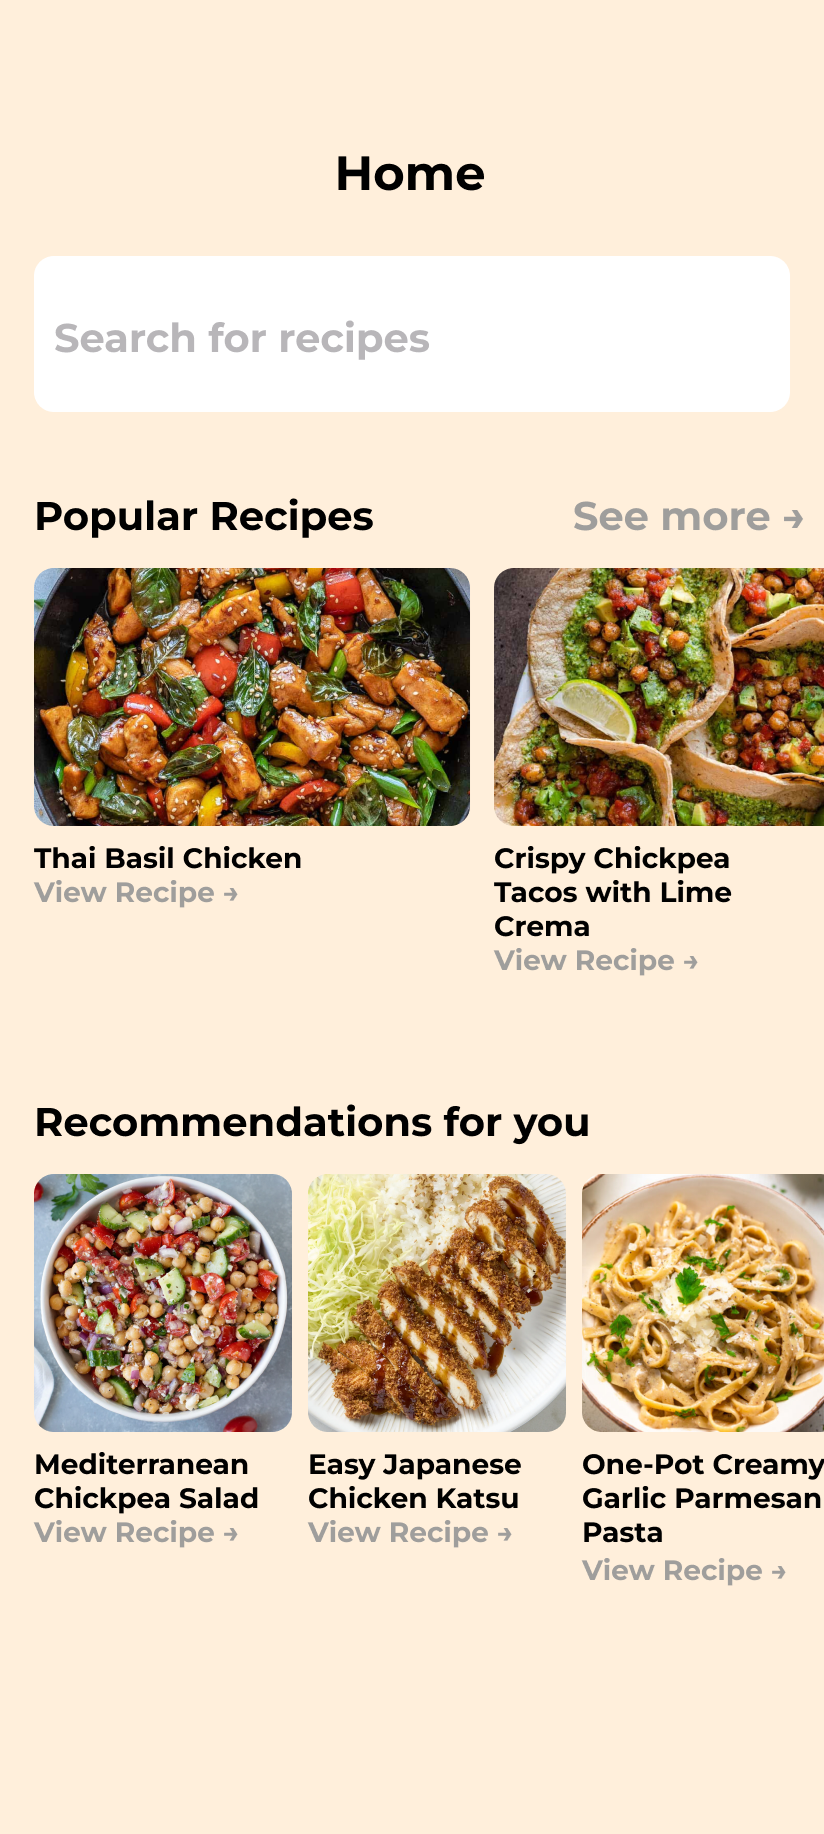 Home
Search for recipes
Popular Recipes
See more →
Thai Basil Chicken
View Recipe →
Crispy Chickpea
Tacos with Lime
Crema
View Recipe →
Recommendations for you
Mediterranean
Chickpea Salad
View Recipe →
Easy Japanese
Chicken Katsu
View Recipe →
One-Pot Creamy
Garlic Parmesan
Pasta
View Recipe →